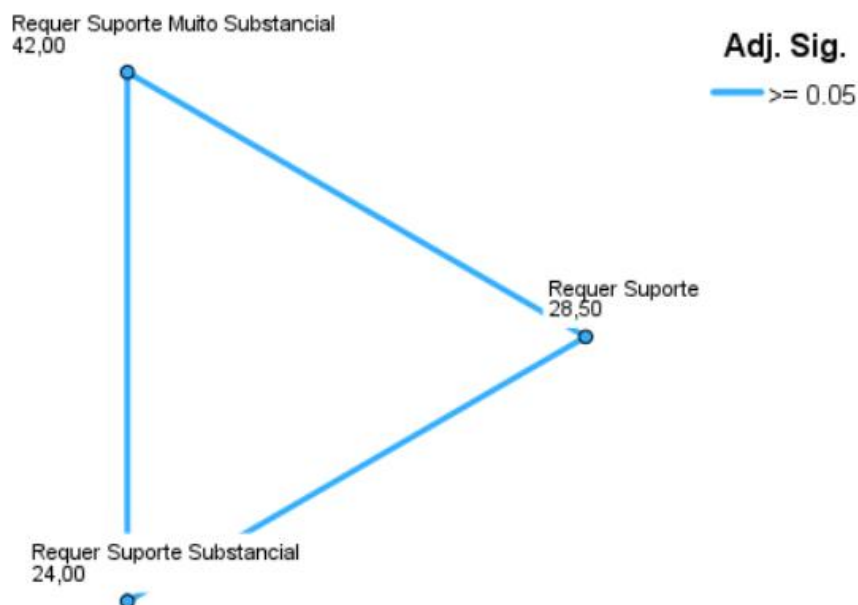 Requer Suporte Muito Substancial
42,00
Adj. Sig.
>= 0.05
Requer Suporte
28,50
Requer Suporte Substancial
24,00